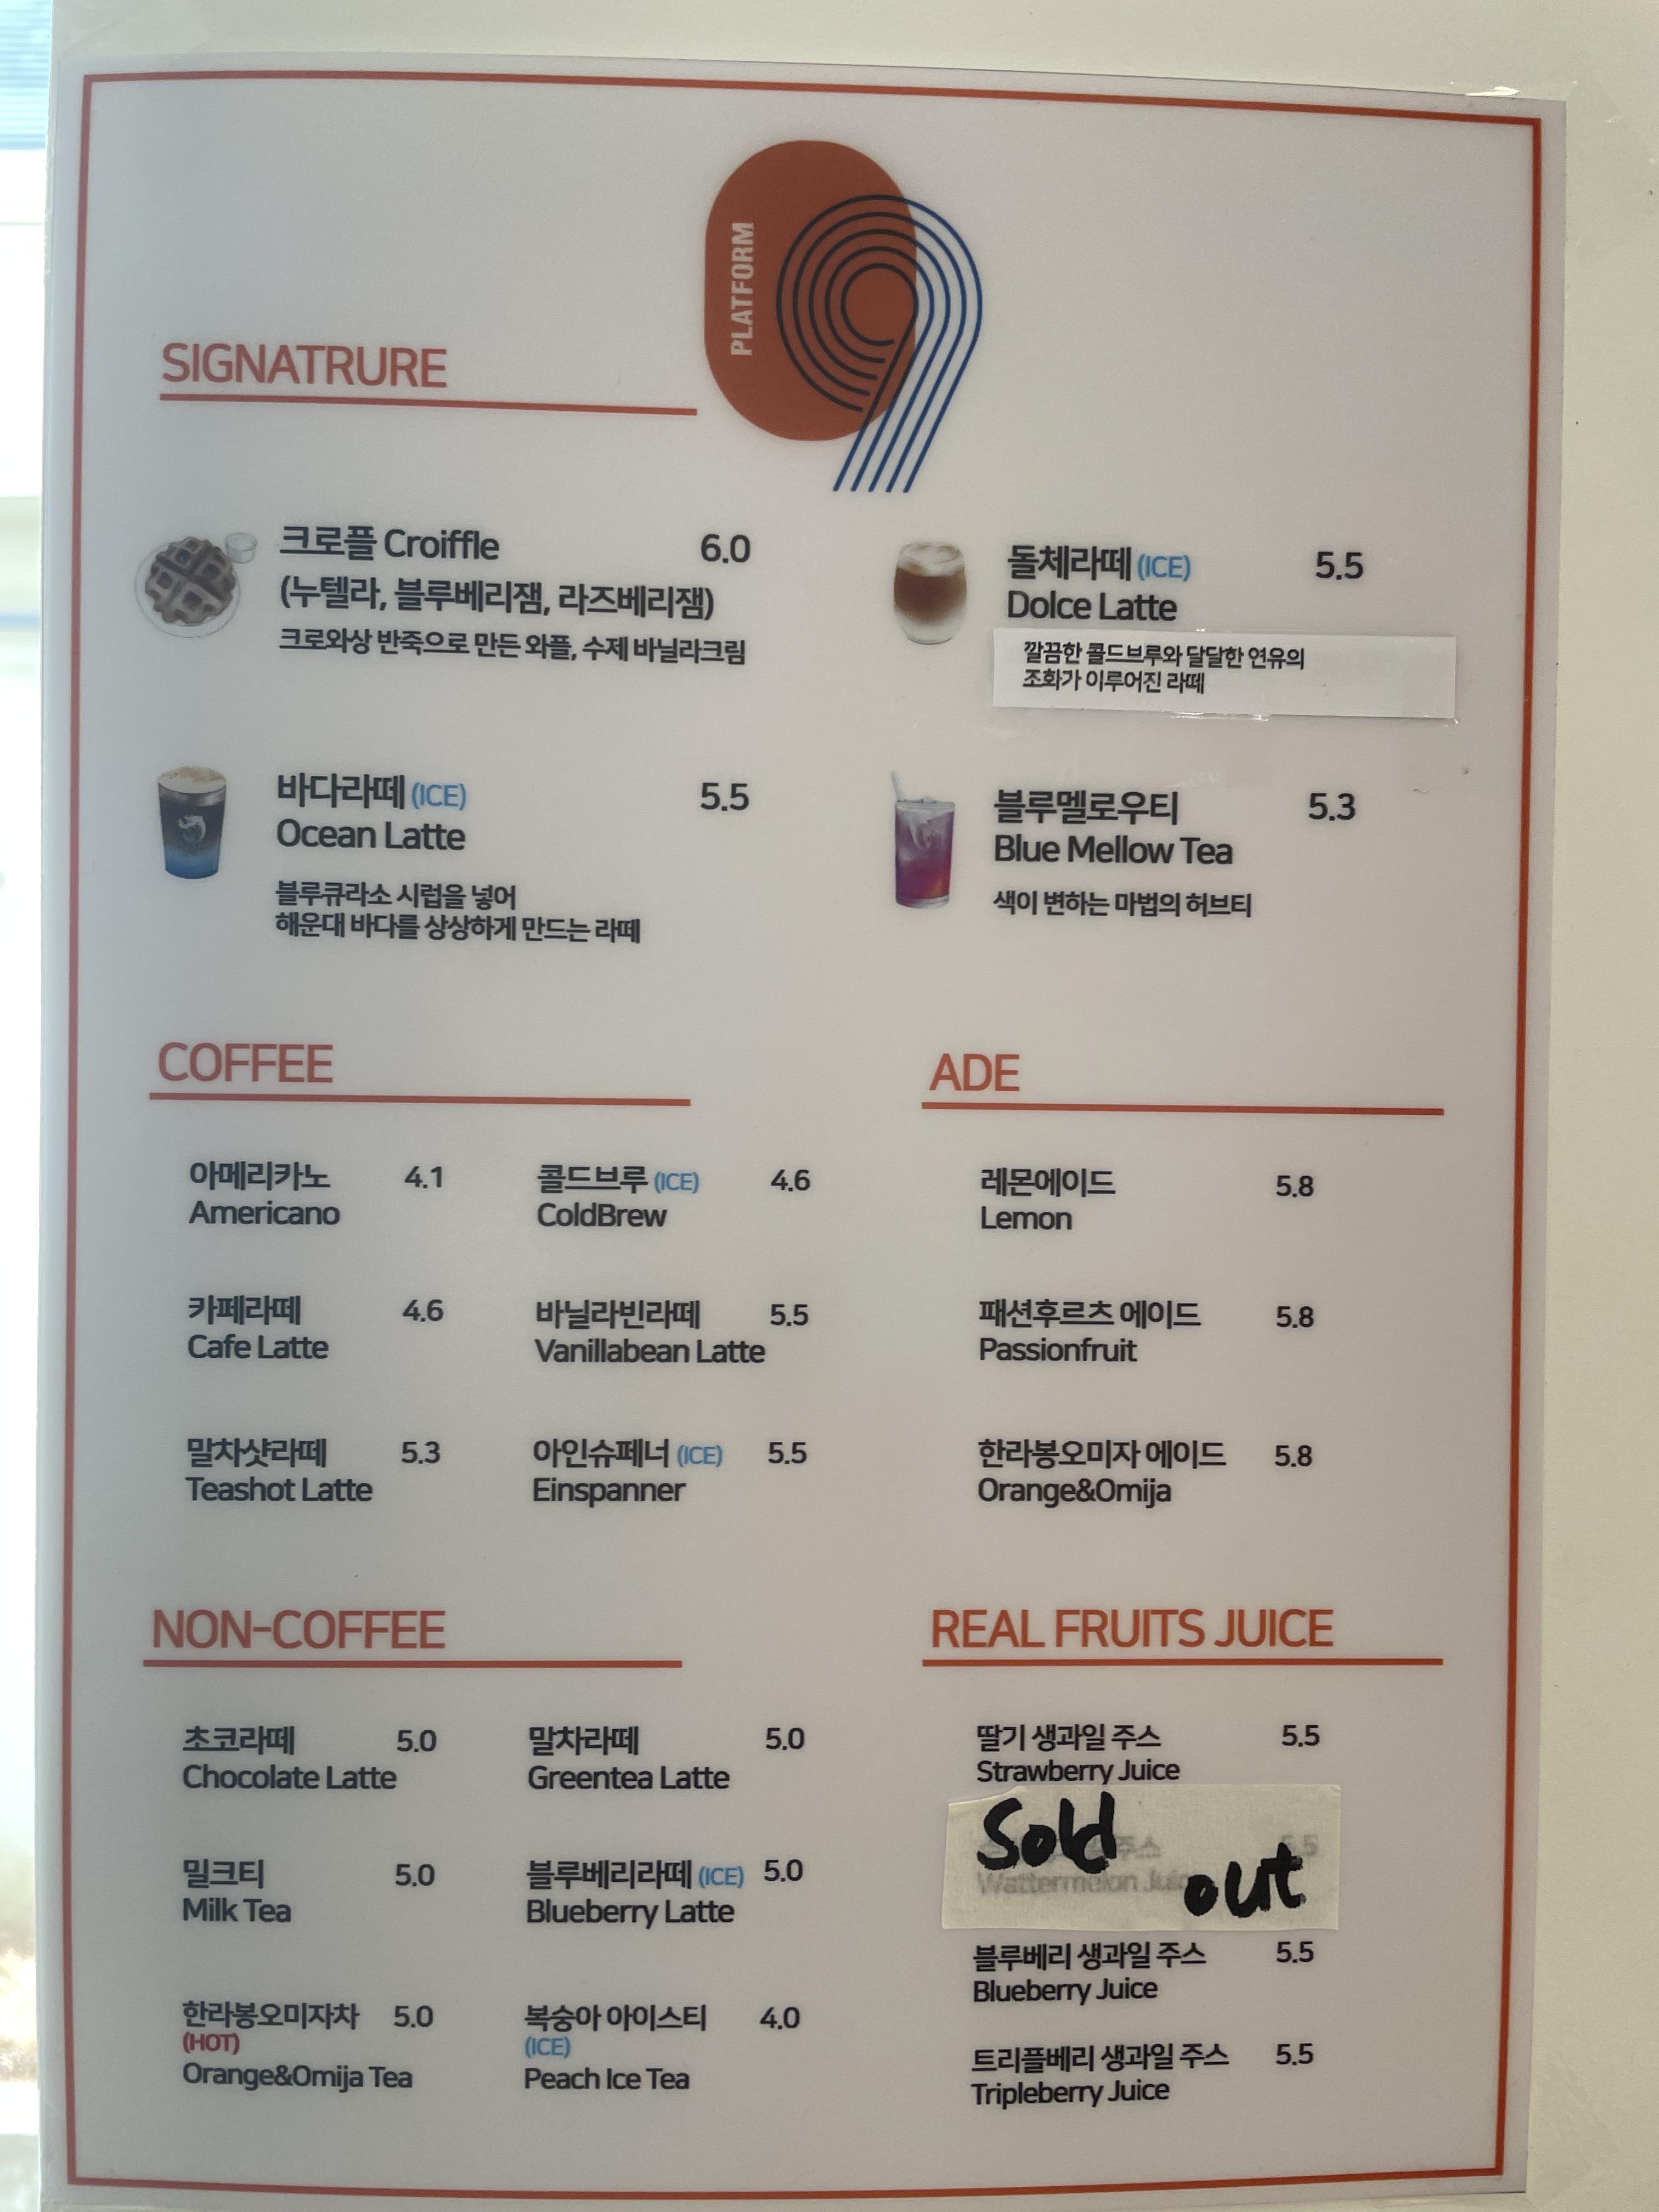 PLATFORM
9
SIGNATRURE
크로플 Croiffle 6.0
(누텔라, 블루베리잼, 라즈베리잼)
크로와상 반죽으로 만든 와플, 수제 바닐라크림
돌체라떼 (ICE) 5.5
Dolce Latte
깔끔한 콜드브루와 달달한 연유의
조화가 이루어진 라떼
바다라떼 (ICE) 5.5
Ocean Latte
블루큐라소 시럽을 넣어
해운대 바다를 상상하게 만드는 라떼
블루멜로우티 5.3
Blue Mellow Tea
색이 변하는 마법의 허브티
COFFEE
아메리카노 4.1
Americano
콜드브루 (ICE) 4.6
ColdBrew
카페라떼 4.6
Cafe Latte
바닐라빈라떼 5.5
Vanillabean Latte
말차샷라떼 5.3
Teashot Latte
아인슈페너 (ICE) 5.5
Einspanner
ADE
레몬에이드 5.8
Lemon
패션후르츠 에이드 5.8
Passionfruit
한라봉오미자 에이드 5.8
Orange&Omija
NON-COFFEE
초코라떼 5.0
Chocolate Latte
말차라떼 5.0
Greentea Latte
밀크티 5.0
Milk Tea
블루베리라떼 (ICE) 5.0
Blueberry Latte
한라봉오미자차 5.0
(HOT)
Orange&Omija Tea
복숭아 아이스티 4.0
(ICE)
Peach Ice Tea
REAL FRUITS JUICE
딸기 생과일 주스 5.5
Strawberry Juice
Sold out
주스 5.5
Wattermelon
블루베리 생과일 주스 5.5
Blueberry Juice
트리플베리 생과일 주스 5.5
Tripleberry Juice